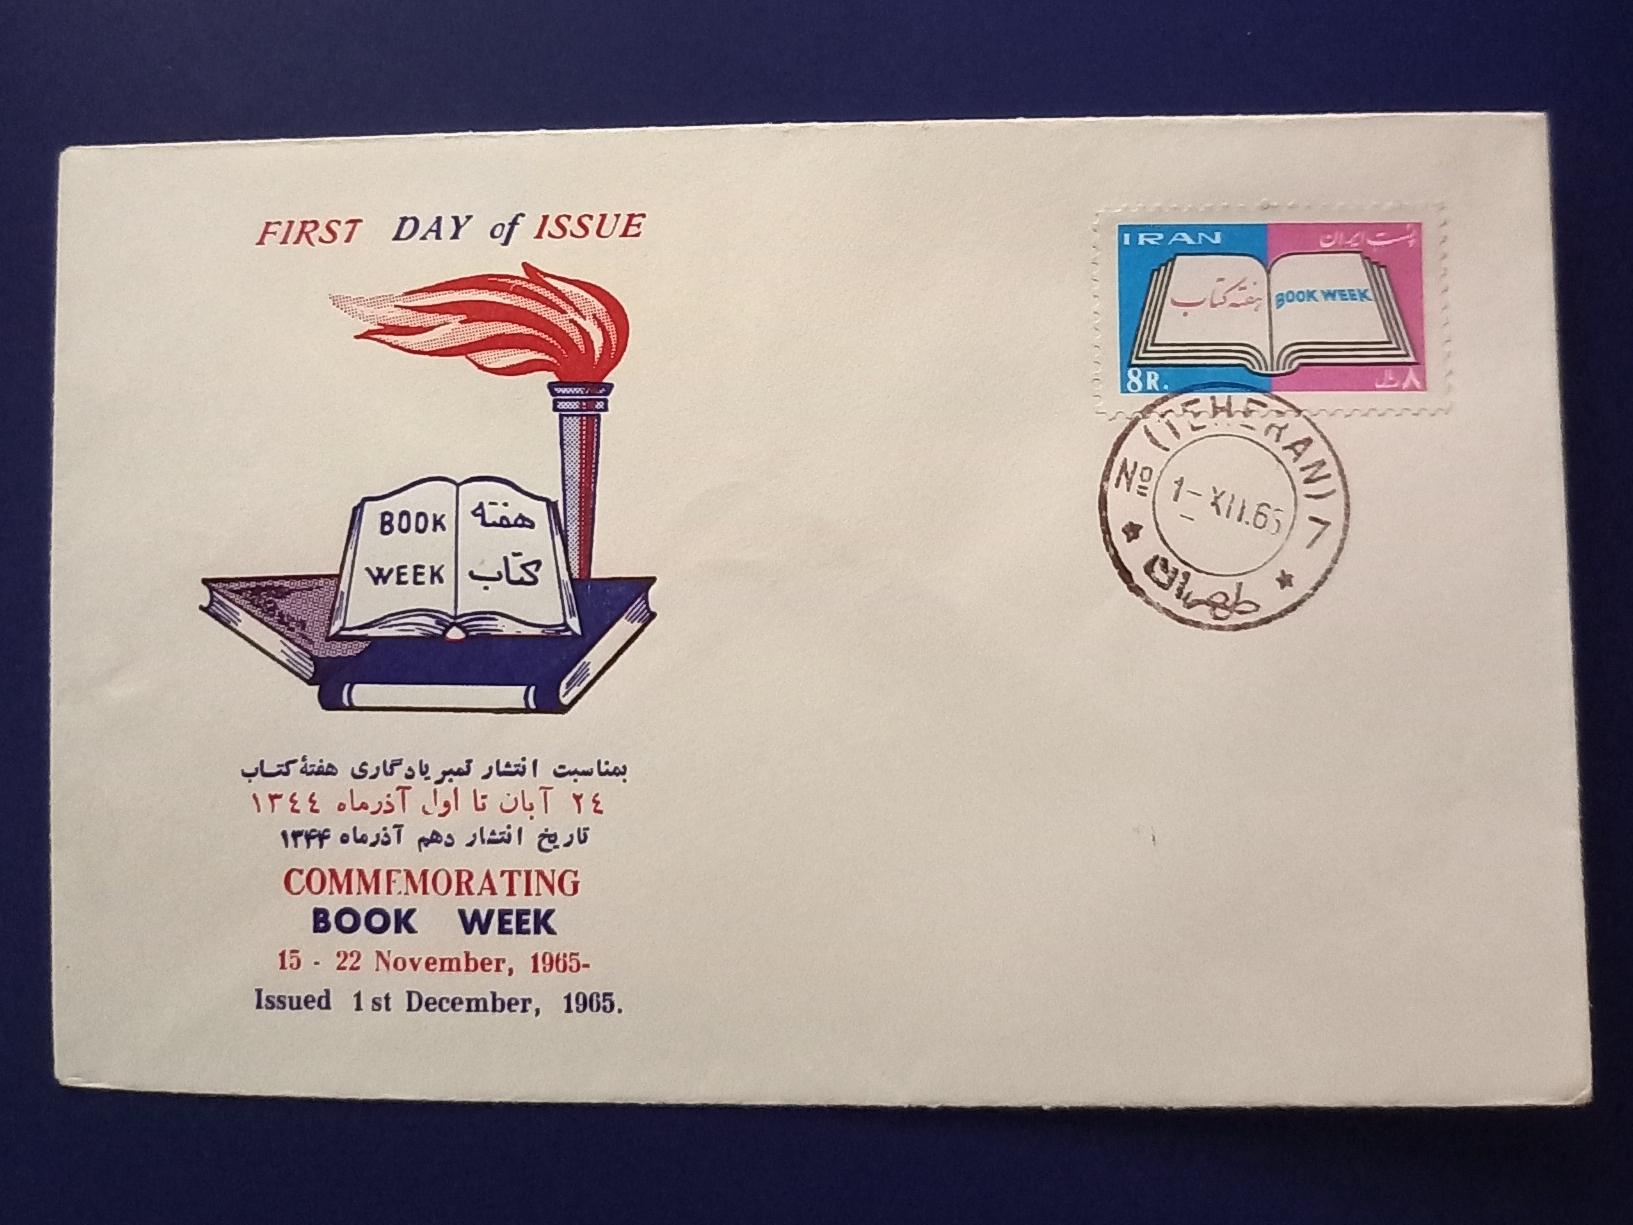 FIRST DAY of ISSUE
BOOK
WEEK
هفته
کتاب
بمناسبت انتشار تمبر یادگاری هفتهٔ کتاب
٢٤ آبان تا اول آذرماه ١٣٤٤
تاریخ انتشار دهم آذرماه ۱۳۴۴
COMMEMORATING
BOOK WEEK
15 - 22 November, 1965-
Issued 1st December, 1965.
IRAN
پست ایران
هفته کتاب
BOOK WEEK
8R.
۸ ریال
(TEHERAN)
Nº 7
1-XII.65
طهران